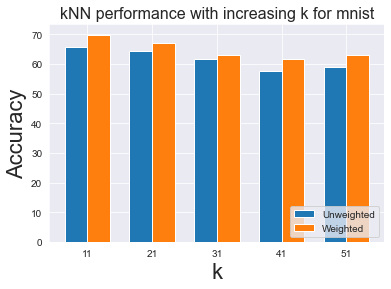 kNN performance with increasing k for mnist
Accuracy
70
60
50
40
30
20
10
0
11 21 31 41 51
k
Unweighted
Weighted